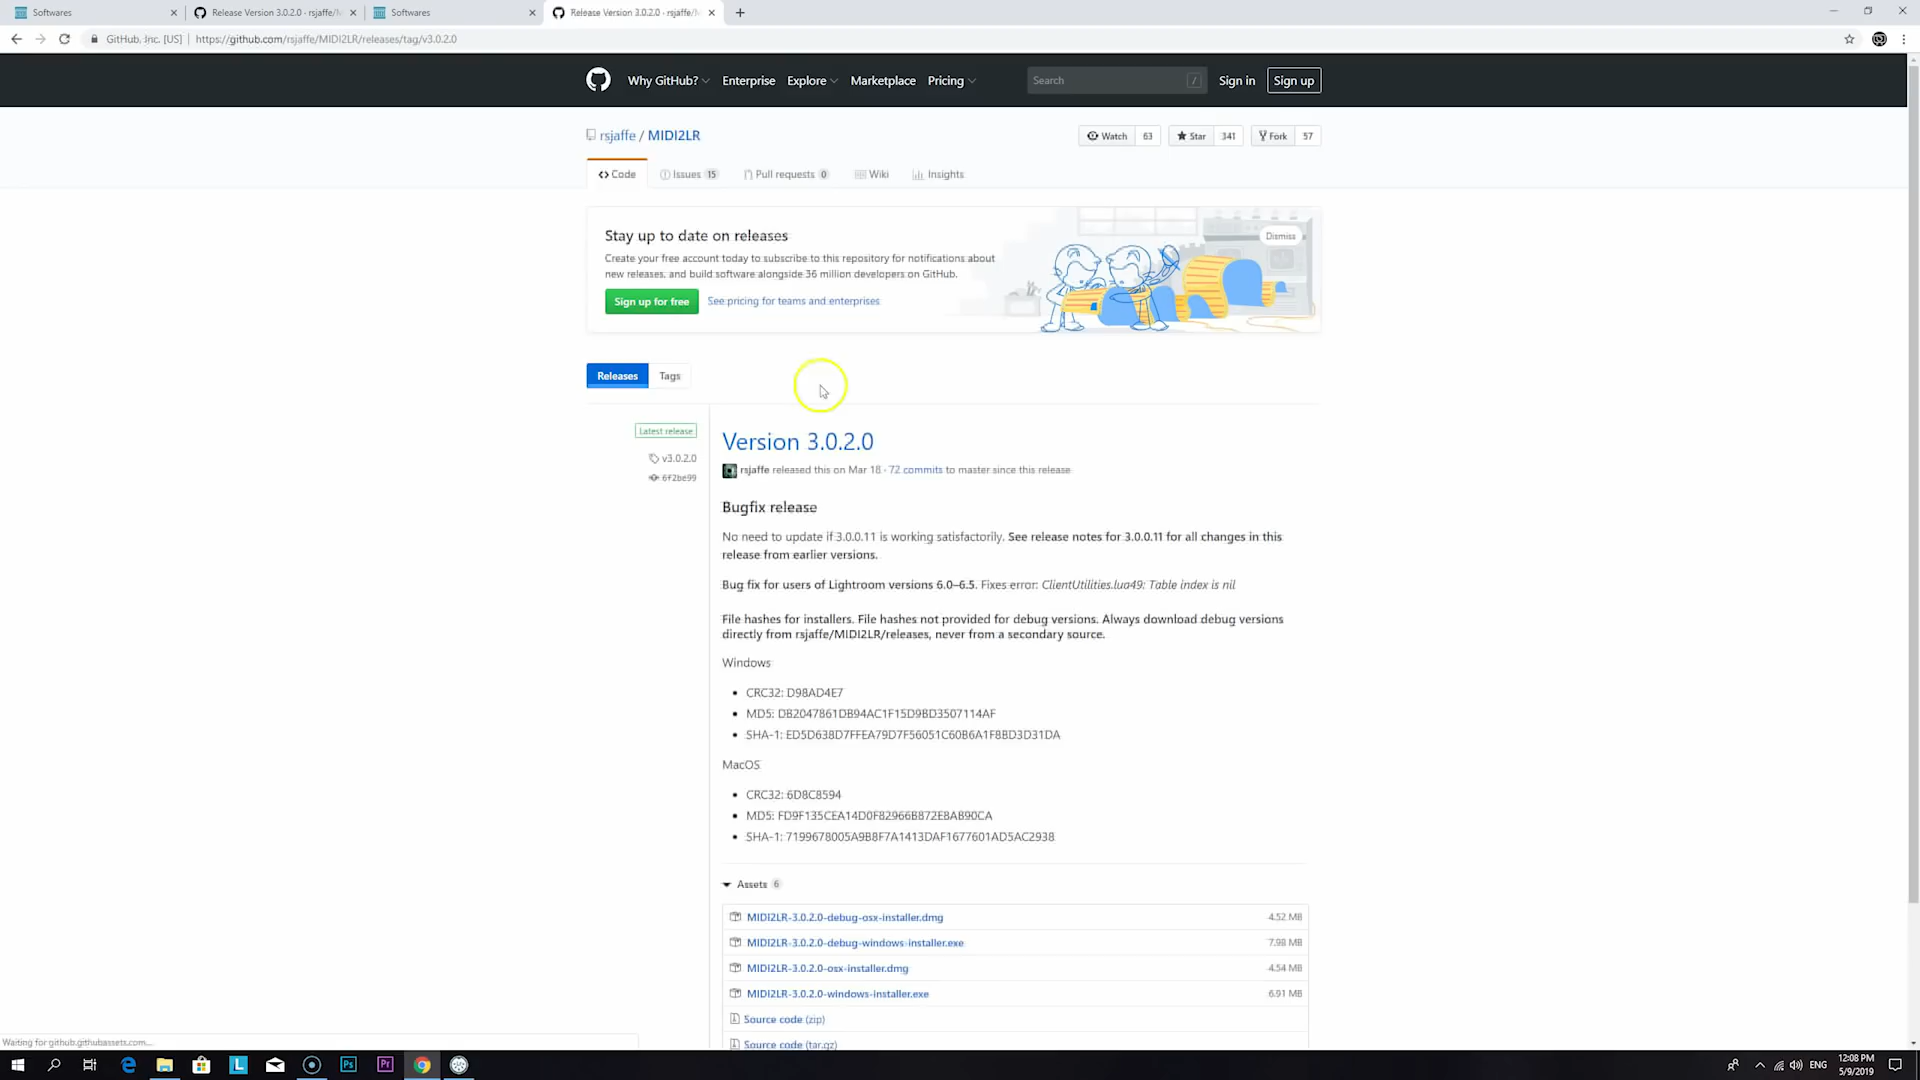 Softwares
Release Version 3.0.2.0 · rsjaffe/M
Softwares
Release Version 3.0.2.0 · rsjaffe/M
GitHub, Inc. [US] | https://github.com/rsjaffe/MIDI2LR/releases/tag/v3.0.2.0
Why GitHub? Enterprise Explore Marketplace Pricing Search / Sign in Sign up
rsjaffe / MIDI2LR
Watch 63 Star 341 Fork 57
Code Issues 15 Pull requests 0 Wiki Insights
Stay up to date on releases
Dismiss
Create your free account today to subscribe to this repository for notifications about
new releases, and build software alongside 36 million developers on GitHub.
Sign up for free See pricing for teams and enterprises
Releases Tags
Latest release
v3.0.2.0
6f2be99
Version 3.0.2.0
rsjaffe released this on Mar 18 · 72 commits to master since this release
Bugfix release
No need to update if 3.0.0.11 is working satisfactorily. See release notes for 3.0.0.11 for all changes in this
release from earlier versions.
Bug fix for users of Lightroom versions 6.0–6.5. Fixes error: ClientUtilities.lua49: Table index is nil
File hashes for installers. File hashes not provided for debug versions. Always download debug versions
directly from rsjaffe/MIDI2LR/releases, never from a secondary source.
Windows
• CRC32: D98AD4E7
• MD5: DB2047861DB94AC1F15D9BD3507114AF
• SHA-1: ED5D638D7FFEA79D7F56051C60B6A1F8BD3D31DA
MacOS
• CRC32: 6D8C8594
• MD5: FD9F135CEA14D0F82966B872E8AB90CA
• SHA-1: 7199678005A9B8F7A1413DAF1677601AD5AC2938
Assets 6
MIDI2LR-3.0.2.0-debug-osx-installer.dmg 4.52 MB
MIDI2LR-3.0.2.0-debug-windows-installer.exe 7.98 MB
MIDI2LR-3.0.2.0-osx-installer.dmg 4.54 MB
MIDI2LR-3.0.2.0-windows-installer.exe 6.91 MB
Source code (zip)
Source code (tar.gz)
Waiting for github.githubassets.com...
L Ps Pr
ENG
12:08 PM
5/9/2019